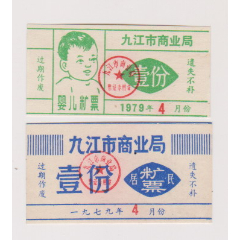 九江市商业局
壹份
过期作废
遗失不补
婴儿矿票
1979年 4 月份
九江市商业局
壹份
居民
矿票
过期作废
遗失不补
一九七九年 4 月份